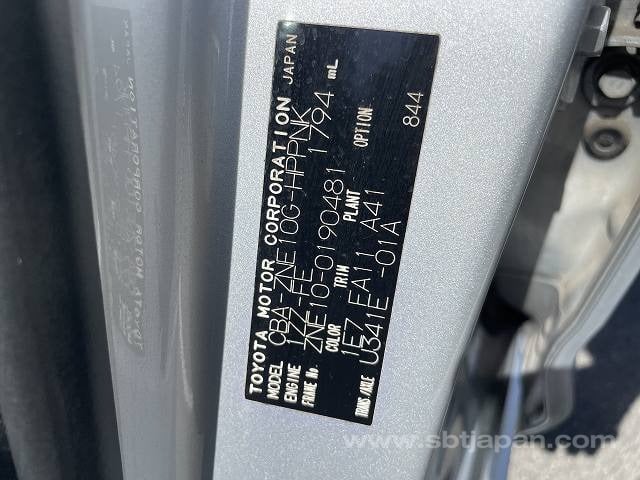 TOYOTA MOTOR CORPORATION JAPAN
MODEL CBA-ZNE10G-HPPNK
ENGINE 1ZZ-FE 1794 mL
FRAME No. ZNE10-0190481
COLOR TRIM PLANT OPTION
1E7 EA11 A41 844
TRANS/AXLE U341E -01A
www.sbtjapan.com